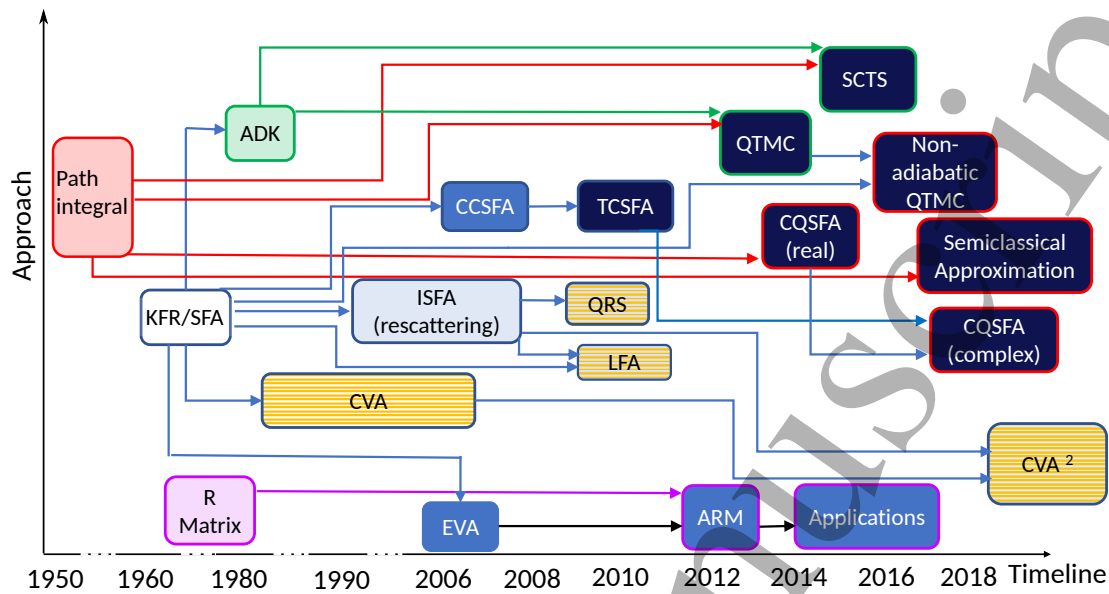 SCTS
ADK
QTMC
Non-
adiabatic
QTMC
Path
integral
CCSFA
TCSFA
CQSFA
(real)
Semiclassical
Approximation
Approach
KFR/SFA
ISFA
(rescattering)
QRS
CQSFA
(complex)
LFA
CVA
CVA 2
R
Matrix
EVA
ARM
Applications
1950
1960
1980
1990
2006
2008
2010
2012
2014
2016
2018
Timeline
nuscrip